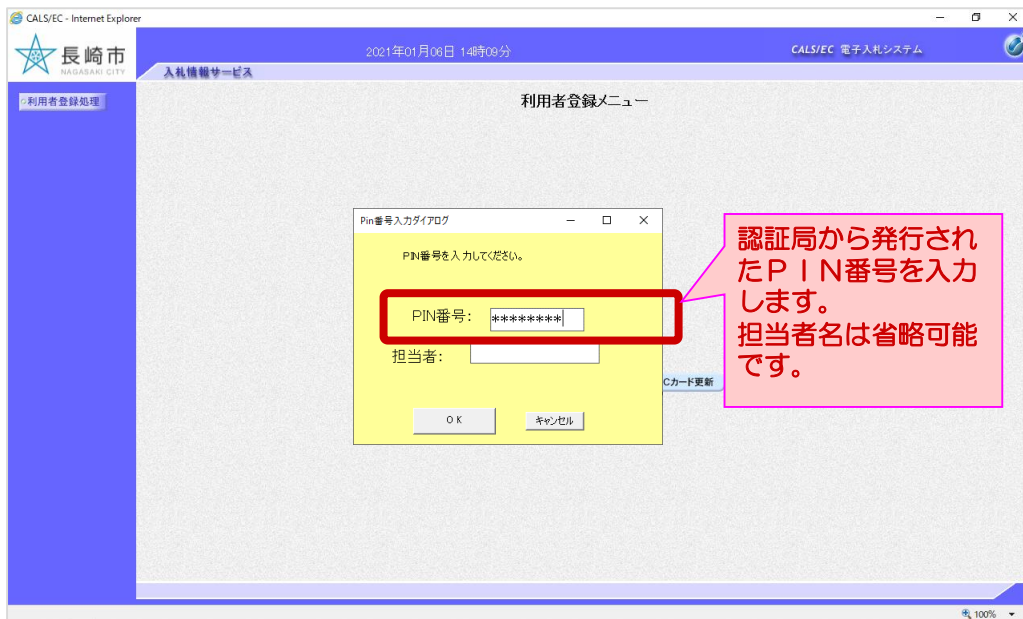 CALS/EC - Internet Explorer
長崎市
NAGASAKI CITY
2021年01月06日 14時09分
CALS/EC 電子入札システム
入札情報サービス
○利用者登録処理
利用者登録メニュー
Pin番号入力ダイアログ
PIN番号を入力してください。
PIN番号: ********
担当者:
OK
キャンセル
Cカード更新
認証局から発行され
たＰＩＮ番号を入力
します。
担当者名は省略可能
です。
100%